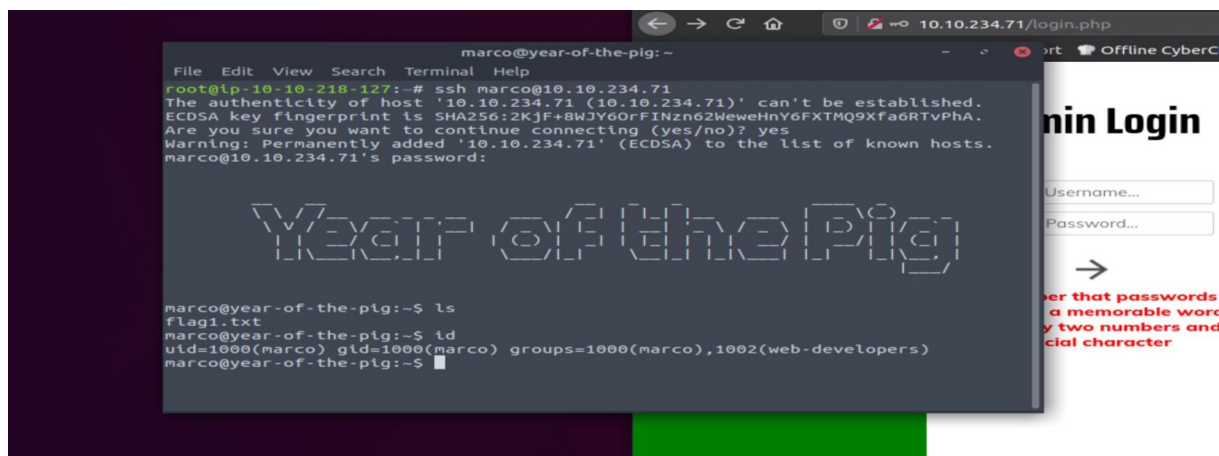 10.10.234.71/login.php
marco@year-of-the-pig: ~
ort Offline CyberC
File Edit View Search Terminal Help
root@ip-10-10-218-127:~# ssh marco@10.10.234.71
The authenticity of host '10.10.234.71 (10.10.234.71)' can't be established.
ECDSA key fingerprint is SHA256:2KjF+8WJY6OrFINzn62WeweHnY6FXTMQ9Xfa6RTvPhA.
Are you sure you want to continue connecting (yes/no)? yes
Warning: Permanently added '10.10.234.71' (ECDSA) to the list of known hosts.
marco@10.10.234.71's password:
Year of the Pig
marco@year-of-the-pig:~$ ls
flag1.txt
marco@year-of-the-pig:~$ id
uid=1000(marco) gid=1000(marco) groups=1000(marco),1002(web-developers)
marco@year-of-the-pig:~$
min Login
Username...
Password...
ber that passwords
a memorable word
y two numbers and
cial character